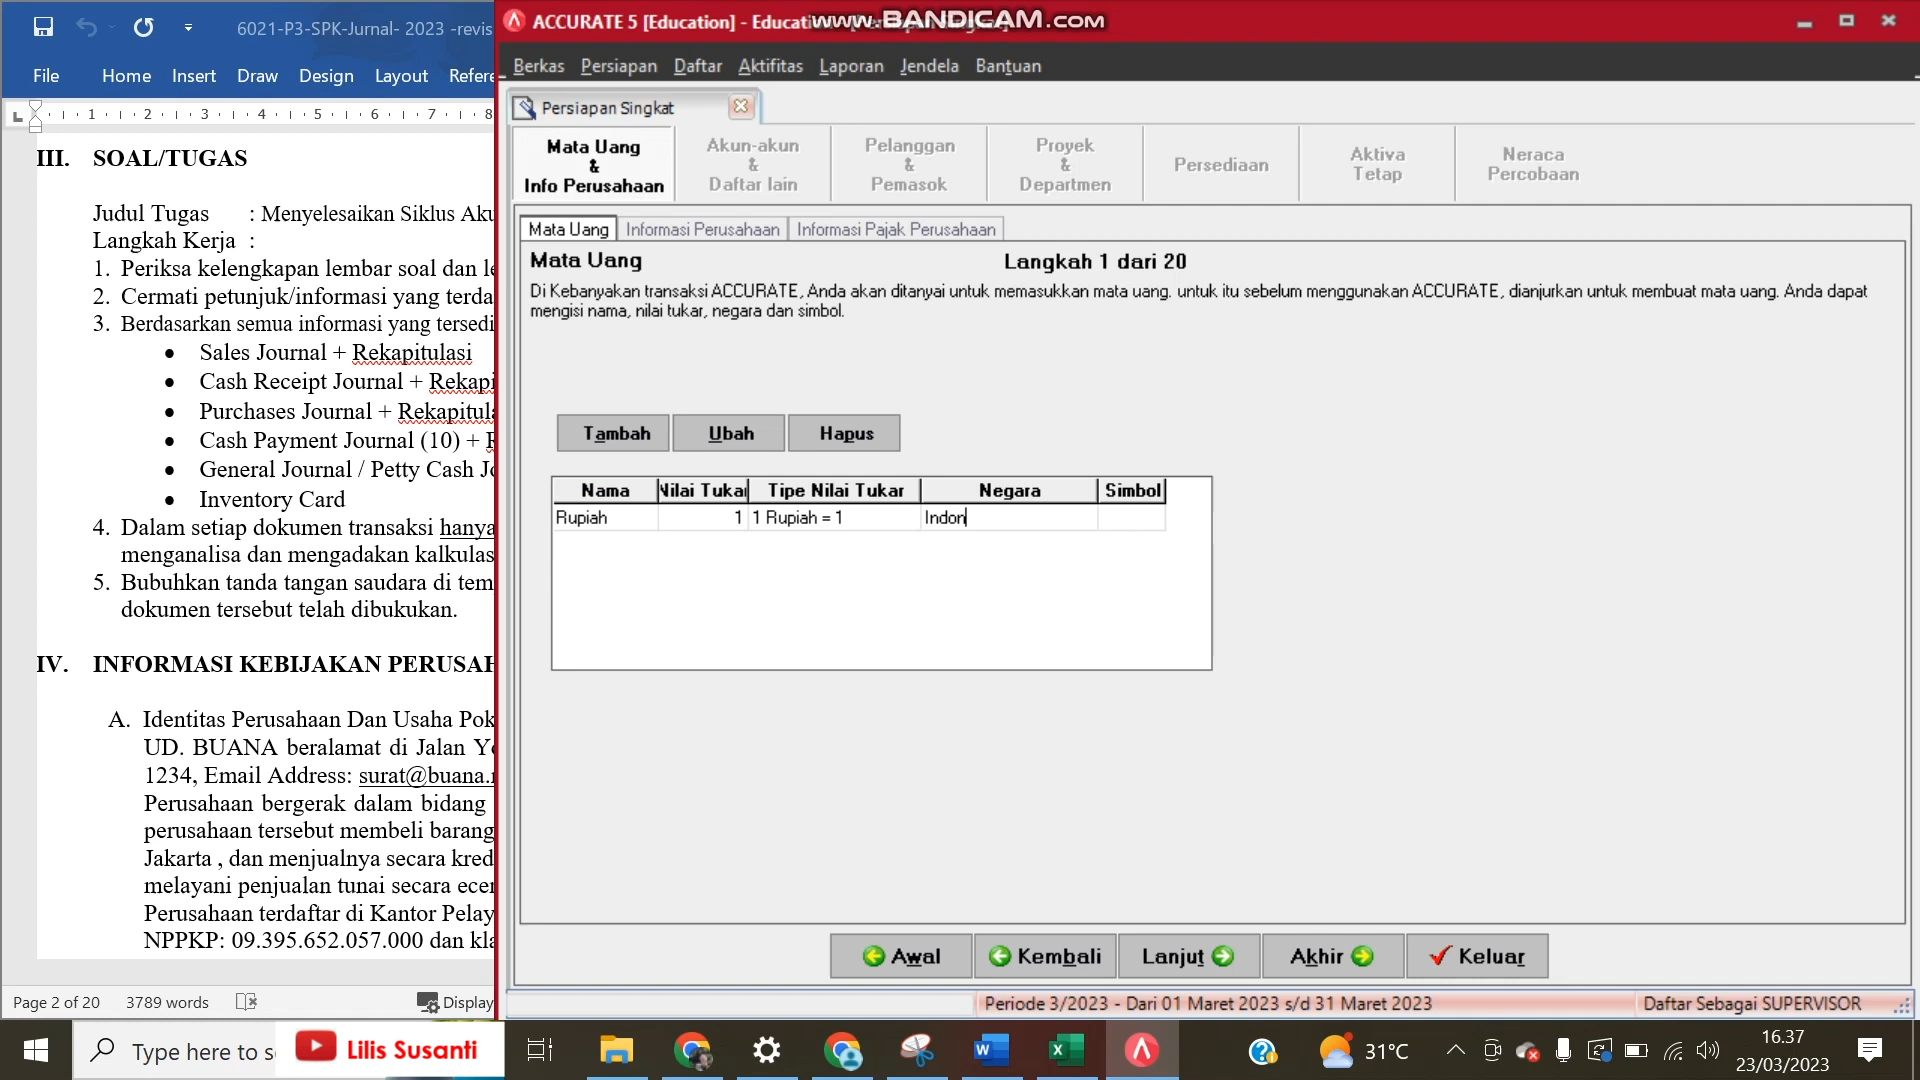 6021-P3-SPK-Jurnal- 2023 -revis
File Home Insert Draw Design Layout Refere
1 2 3 4 5 6 7 8
III. SOAL/TUGAS
Judul Tugas : Menyelesaikan Siklus Aku
Langkah Kerja :
1. Periksa kelengkapan lembar soal dan le
2. Cermati petunjuk/informasi yang terda
3. Berdasarkan semua informasi yang tersedi
• Sales Journal + Rekapitulasi
• Cash Receipt Journal + Rekapi
• Purchases Journal + Rekapitula
• Cash Payment Journal (10) + R
• General Journal / Petty Cash Jo
• Inventory Card
4. Dalam setiap dokumen transaksi hanya
menganalisa dan mengadakan kalkulas
5. Bubuhkan tanda tangan saudara di tem
dokumen tersebut telah dibukukan.
IV. INFORMASI KEBIJAKAN PERUSAH
A. Identitas Perusahaan Dan Usaha Pok
UD. BUANA beralamat di Jalan Yo
1234, Email Address: surat@buana.n
Perusahaan bergerak dalam bidang
perusahaan tersebut membeli barang
Jakarta , dan menjualnya secara kred
melayani penjualan tunai secara ecer
Perusahaan terdaftar di Kantor Pelay
NPPKP: 09.395.652.057.000 dan kla
Page 2 of 20 3789 words Display
ACCURATE 5 [Education] - Educati
www.BANDICAM.COM
Berkas Persiapan Daftar Aktifitas Laporan Jendela Bantuan
Persiapan Singkat
Mata Uang & Info Perusahaan
Akun-akun & Daftar lain
Pelanggan & Pemasok
Proyek & Departmen
Persediaan
Aktiva Tetap
Neraca Percobaan
Mata Uang Informasi Perusahaan Informasi Pajak Perusahaan
Mata Uang Langkah 1 dari 20
Di Kebanyakan transaksi ACCURATE, Anda akan ditanyai untuk memasukkan mata uang. untuk itu sebelum menggunakan ACCURATE, dianjurkan untuk membuat mata uang. Anda dapat
mengisi nama, nilai tukar, negara dan simbol.
Tambah Ubah Hapus
Nama Nilai Tukar Tipe Nilai Tukar Negara Simbol
Rupiah 1 1 Rupiah = 1 Indon
Awal Kembali Lanjut Akhir Keluar
Periode 3/2023 - Dari 01 Maret 2023 s/d 31 Maret 2023 Daftar Sebagai SUPERVISOR
Type here to s Lilis Susanti 31°C 16.37
23/03/2023